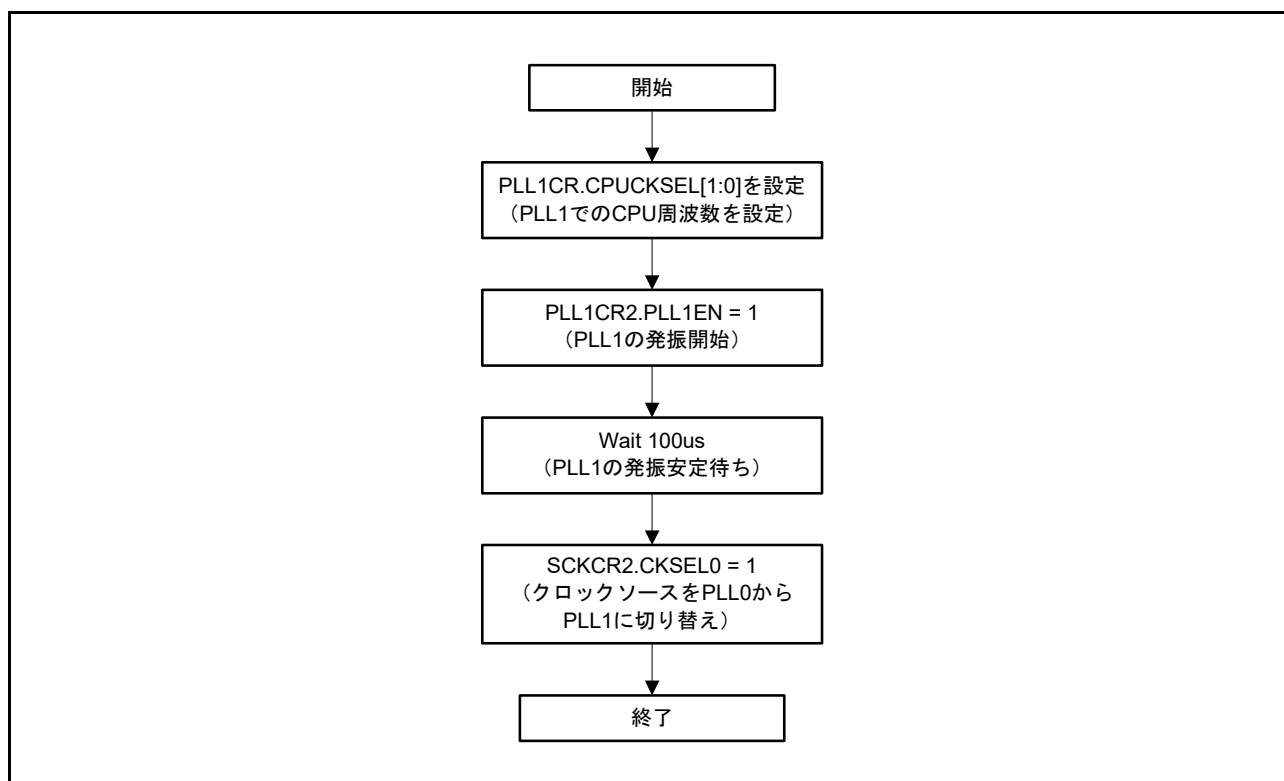 開始
PLL1CR.CPUCKSEL[1:0]を設定
（PLL1でのCPU周波数を設定）
PLL1CR2.PLL1EN = 1
（PLL1の発振開始）
Wait 100us
（PLL1の発振安定待ち）
SCKCR2.CKSEL0 = 1
（クロックソースをPLL0から
PLL1に切り替え）
終了